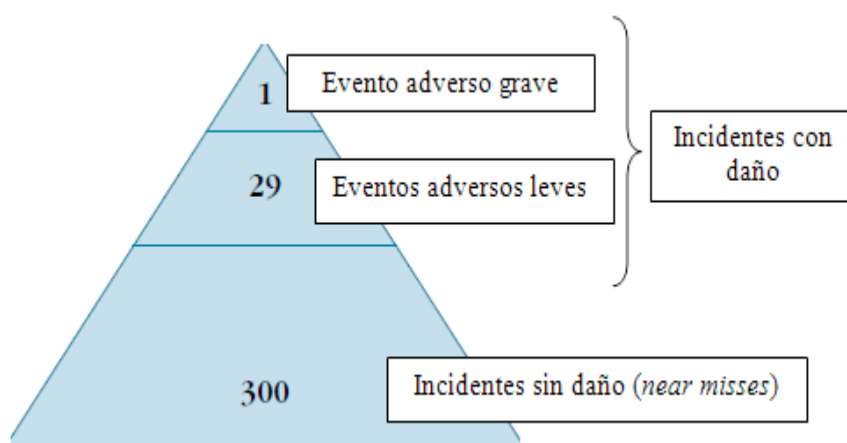 1
Evento adverso grave
Incidentes con
daño
29
Eventos adversos leves
300
Incidentes sin daño (near misses)